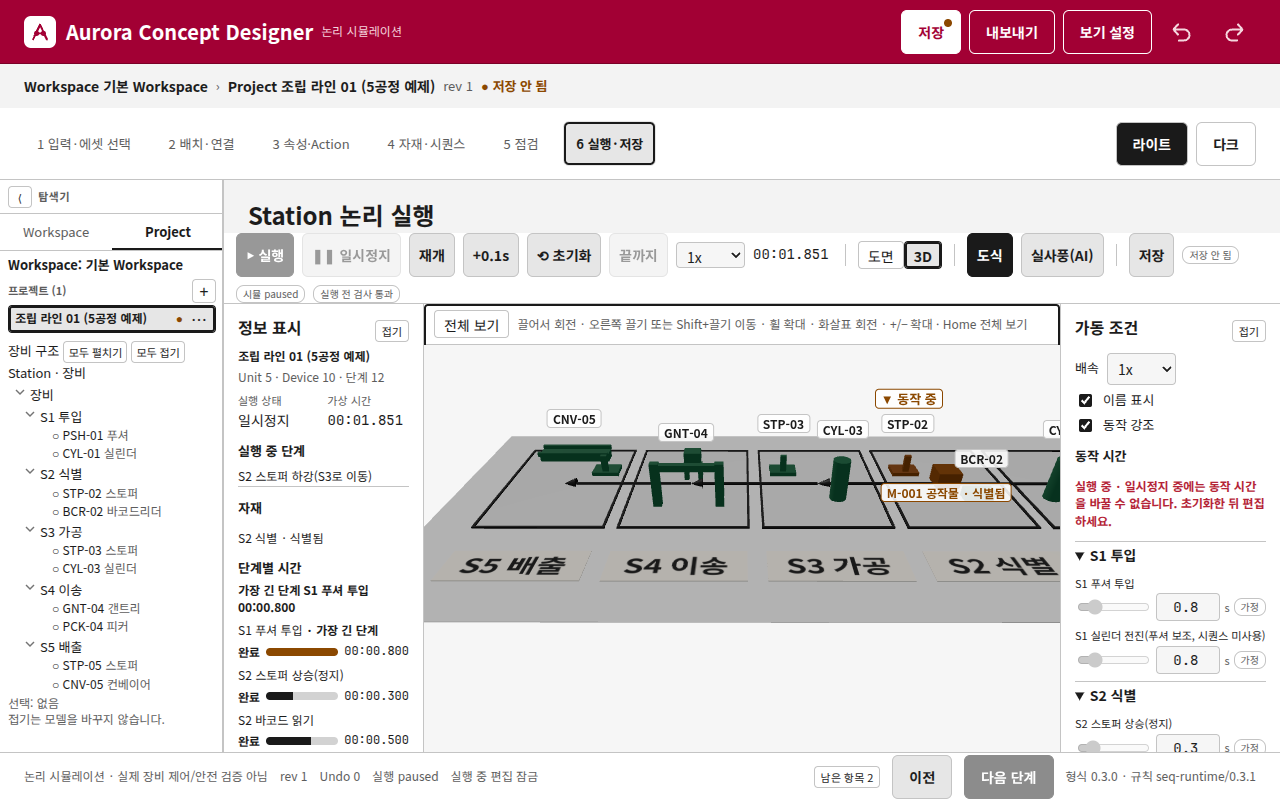 Aurora Concept Designer 논리 시뮬레이션 저장 내보내기 보기 설정
Workspace 기본 Workspace › Project 조립 라인 01 (5공정 예제) rev 1 ● 저장 안 됨
1 입력·에셋 선택 2 배치·연결 3 속성·Action 4 자재·시퀀스 5 점검 6 실행·저장 라이트 다크
⟨ 탐색기
Workspace Project
Workspace: 기본 Workspace
프로젝트 (1) +
조립 라인 01 (5공정 예제) ● ···
장비 구조 모두 펼치기 모두 접기
Station · 장비
장비
S1 투입
○ PSH-01 푸셔
○ CYL-01 실린더
S2 식별
○ STP-02 스토퍼
○ BCR-02 바코드리더
S3 가공
○ STP-03 스토퍼
○ CYL-03 실린더
S4 이송
○ GNT-04 갠트리
○ PCK-04 피커
S5 배출
○ STP-05 스토퍼
○ CNV-05 컨베이어
선택: 없음
접기는 모델을 바꾸지 않습니다.
Station 논리 실행
▶ 실행 ❚❚ 일시정지 재개 +0.1s ⟲ 초기화 끝까지 1x 00:01.851 도면 3D 도식 실사풍(AI) 저장 저장 안 됨
시뮬 paused 실행 전 검사 통과
정보 표시 접기
조립 라인 01 (5공정 예제)
Unit 5 · Device 10 · 단계 12
실행 상태 가상 시간
일시정지 00:01.851
실행 중 단계
S2 스토퍼 하강(S3로 이동)
자재
S2 식별 · 식별됨
단계별 시간
가장 긴 단계 S1 푸셔 투입
00:00.800
S1 푸셔 투입 · 가장 긴 단계
완료 00:00.800
S2 스토퍼 상승(정지)
완료 00:00.300
S2 바코드 읽기
완료 00:00.500
전체 보기 끌어서 회전 · 오른쪽 끌기 또는 Shift+끌기 이동 · 휠 확대 · 화살표 회전 · +/− 확대 · Home 전체 보기
▼ 동작 중
CNV-05 GNT-04 STP-03 CYL-03 STP-02 CY
BCR-02
M-001 공작물 · 식별됨
S5 배출 S4 이송 S3 가공 S2 식별
가동 조건 접기
배속 1x
이름 표시
동작 강조
동작 시간
실행 중 · 일시정지 중에는 동작 시간
을 바꿀 수 없습니다. 초기화한 뒤 편집
하세요.
▼ S1 투입
S1 푸셔 투입
0.8 s 가정
S1 실린더 전진(푸셔 보조, 시퀀스 미사용)
0.8 s 가정
▼ S2 식별
S2 스토퍼 상승(정지)
0.3 s 가정
논리 시뮬레이션 · 실제 장비 제어/안전 검증 아님 rev 1 Undo 0 실행 paused 실행 중 편집 잠금 남은 항목 2 이전 다음 단계 형식 0.3.0 · 규칙 seq-runtime/0.3.1